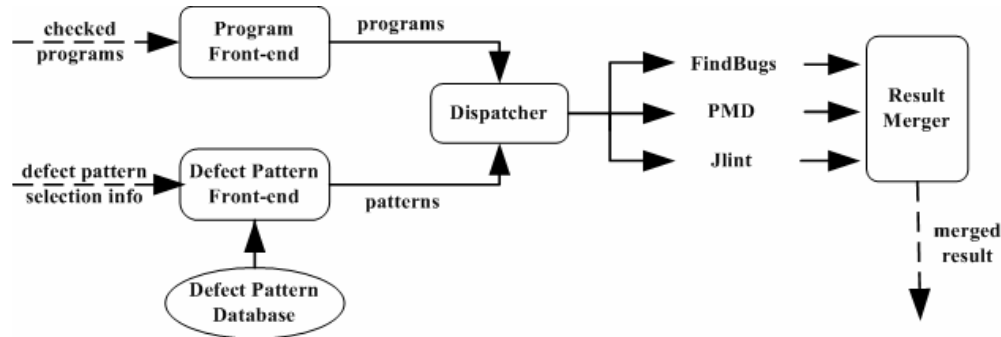 checked
programs
Program
Front-end
programs
Dispatcher
FindBugs
PMD
Jlint
Result
Merger
defect pattern
selection info
Defect Pattern
Front-end
patterns
Defect Pattern
Database
merged
result